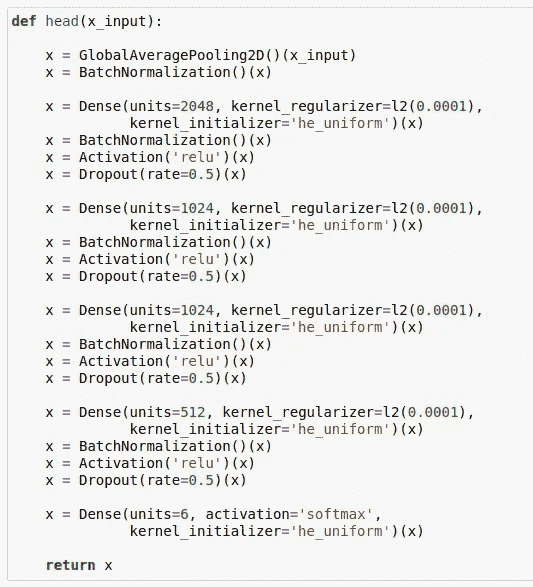 def head(x_input):
    x = GlobalAveragePooling2D()(x_input)
    x = BatchNormalization()(x)
    x = Dense(units=2048, kernel_regularizer=l2(0.0001),
              kernel_initializer='he_uniform')(x)
    x = BatchNormalization()(x)
    x = Activation('relu')(x)
    x = Dropout(rate=0.5)(x)
    x = Dense(units=1024, kernel_regularizer=l2(0.0001),
              kernel_initializer='he_uniform')(x)
    x = BatchNormalization()(x)
    x = Activation('relu')(x)
    x = Dropout(rate=0.5)(x)
    x = Dense(units=1024, kernel_regularizer=l2(0.0001),
              kernel_initializer='he_uniform')(x)
    x = BatchNormalization()(x)
    x = Activation('relu')(x)
    x = Dropout(rate=0.5)(x)
    x = Dense(units=512, kernel_regularizer=l2(0.0001),
              kernel_initializer='he_uniform')(x)
    x = BatchNormalization()(x)
    x = Activation('relu')(x)
    x = Dropout(rate=0.5)(x)
    x = Dense(units=6, activation='softmax',
              kernel_initializer='he_uniform')(x)
    return x